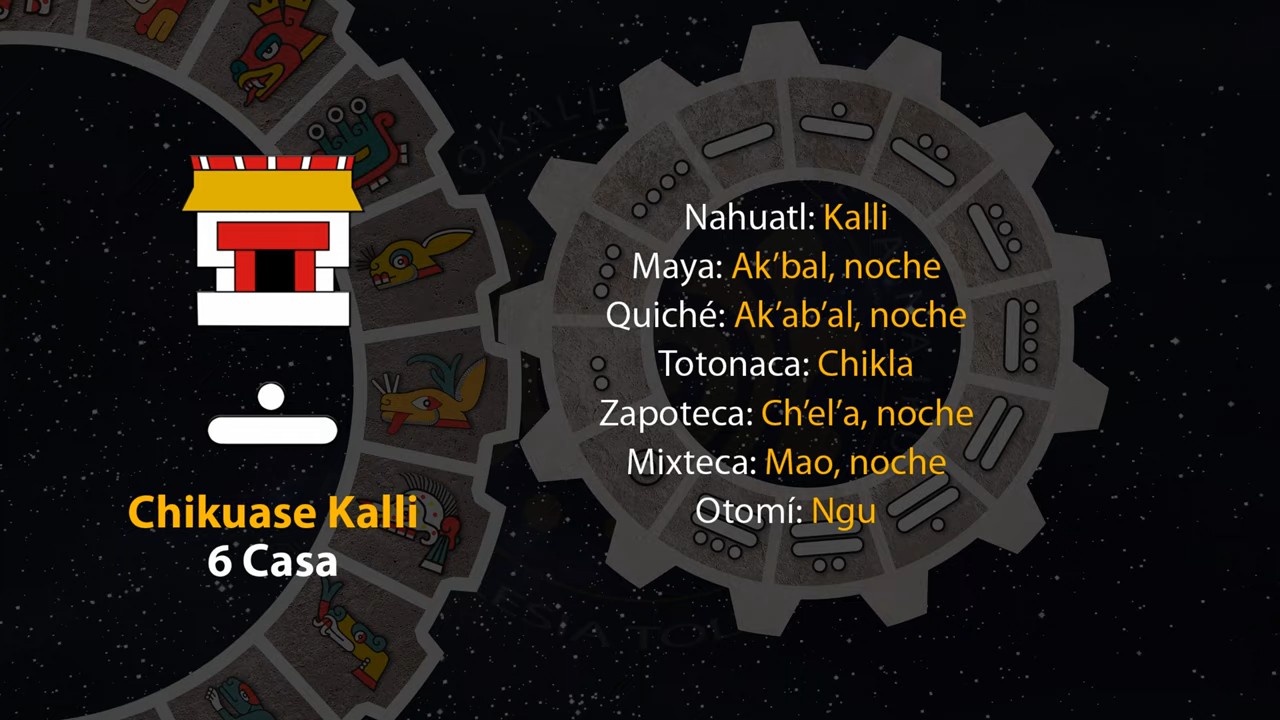 Nahuatl: Kalli
Maya: Ak’bal, noche
Quiché: Ak’ab’al, noche
Totonaca: Chikla
Zapoteca: Ch’el’a, noche
Mixteca: Mao, noche
Otomí: Ngu
Chikuase Kalli
6 Casa